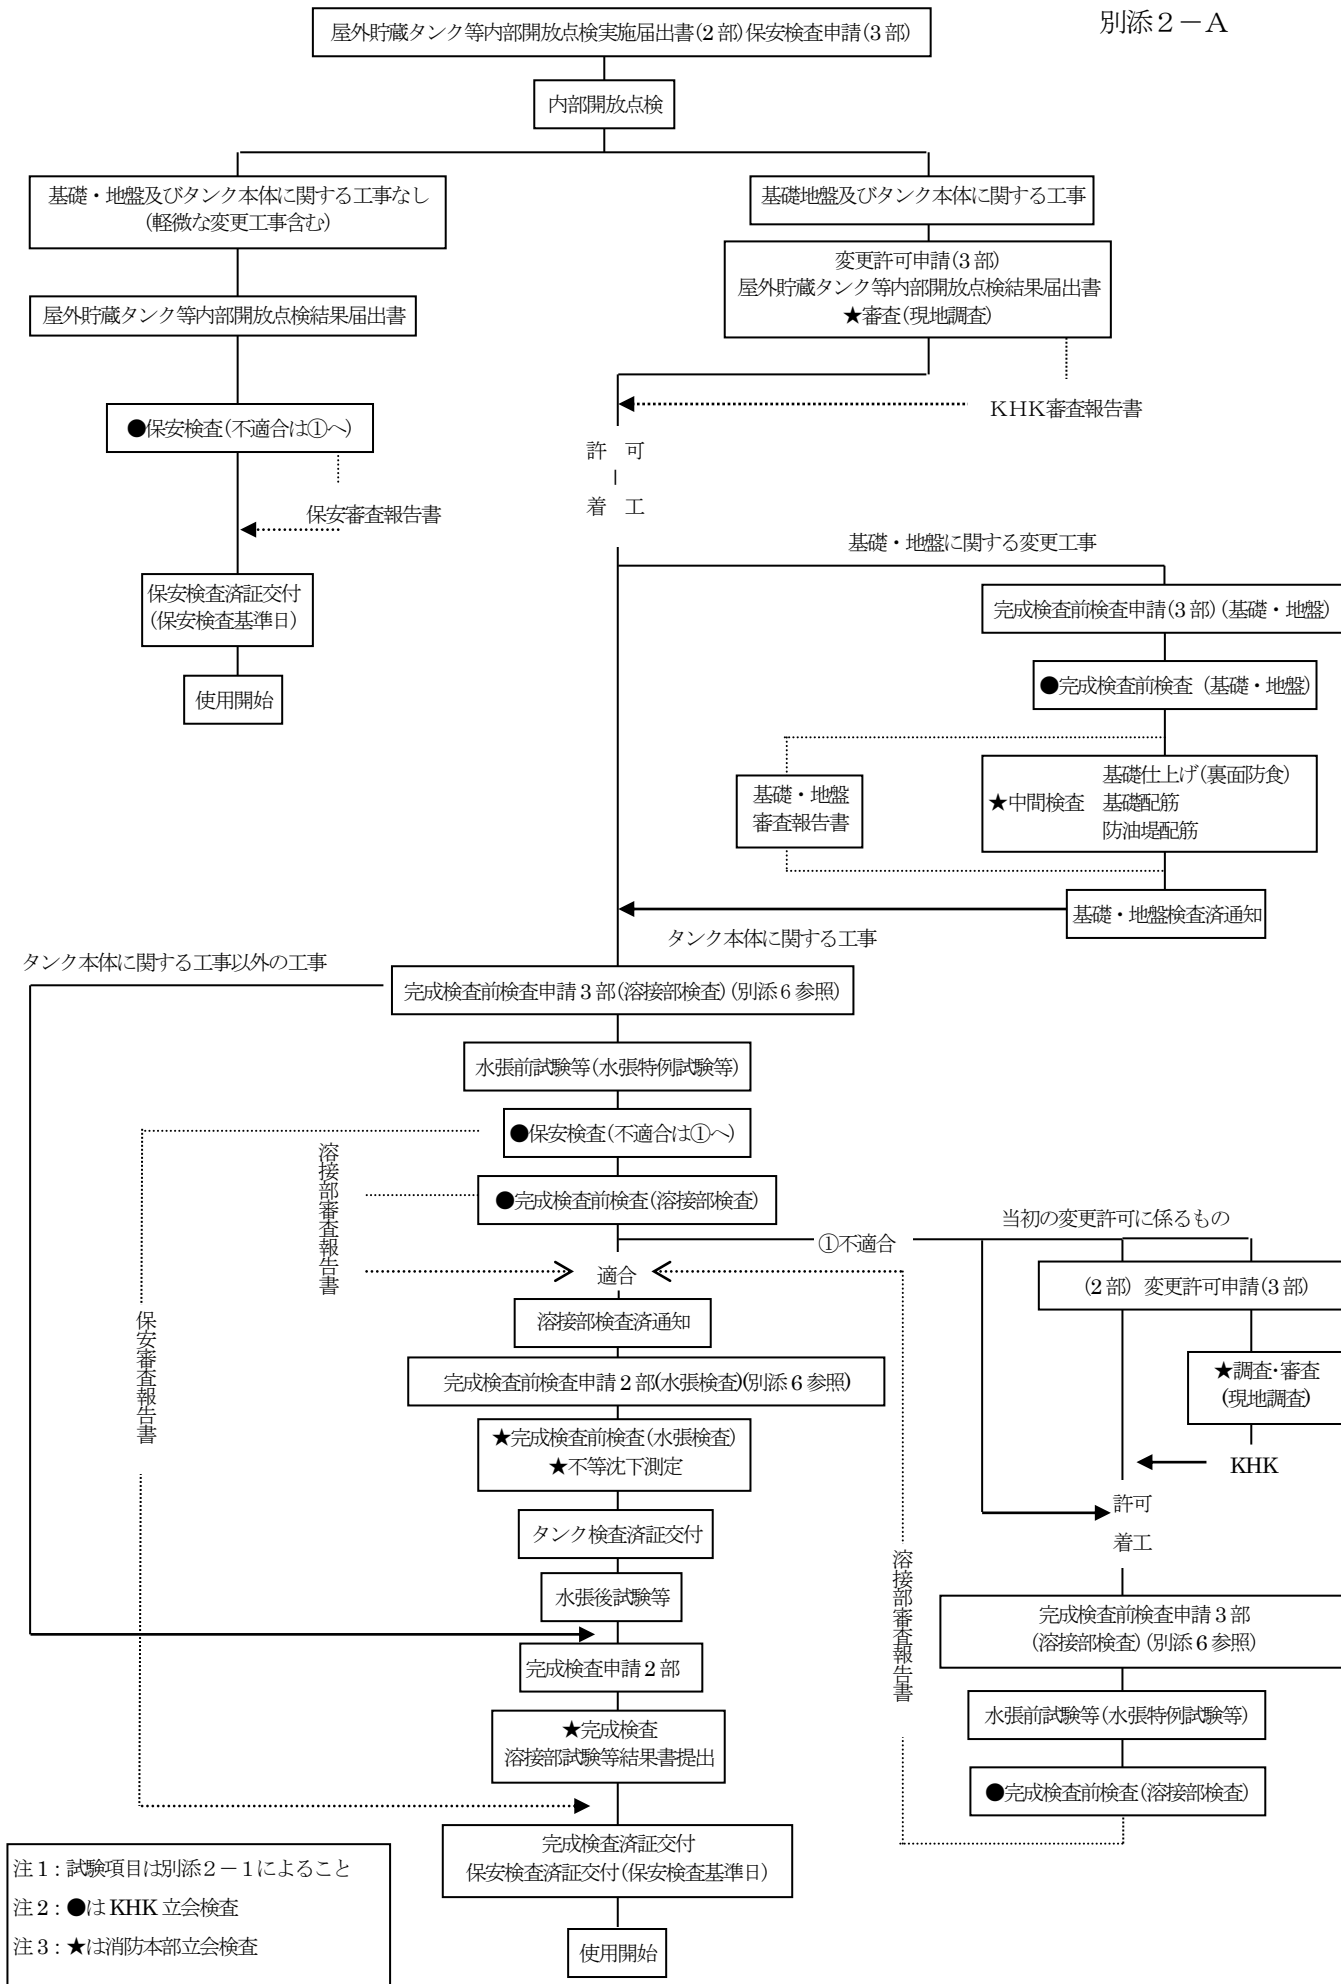 別添２－A
屋外貯蔵タンク等内部開放点検実施届出書(2部)保安検査申請(3部)
内部開放点検
基礎・地盤及びタンク本体に関する工事なし
(軽微な変更工事含む)
基礎地盤及びタンク本体に関する工事
変更許可申請(3部)
屋外貯蔵タンク等内部開放点検結果届出書
★審査(現地調査)
屋外貯蔵タンク等内部開放点検結果届出書
KHK審査報告書
●保安検査(不適合は①へ)
許　可
着　工
保安審査報告書
基礎・地盤に関する変更工事
保安検査済証交付
(保安検査基準日)
完成検査前検査申請(3部)(基礎・地盤)
使用開始
●完成検査前検査（基礎・地盤)
基礎・地盤
審査報告書
基礎仕上げ(裏面防食)
★中間検査　基礎配筋
防油堤配筋
基礎・地盤検査済通知
タンク本体に関する工事
タンク本体に関する工事以外の工事
完成検査前検査申請3部(溶接部検査)(別添6参照)
水張前試験等(水張特例試験等)
●保安検査(不適合は①へ)
溶接部審査報告書
●完成検査前検査(溶接部検査)
当初の変更許可に係るもの
①不適合
適合
(2部)　変更許可申請(3部)
保安審査報告書
溶接部検査済通知
★調査・審査
(現地調査)
完成検査前検査申請2部(水張検査)(別添6参照)
★完成検査前検査(水張検査)
★不等沈下測定
KHK
許可
着工
タンク検査済証交付
溶接部審査報告書
水張後試験等
完成検査前検査申請3部
(溶接部検査)(別添6参照)
完成検査申請2部
水張前試験等(水張特例試験等)
★完成検査
溶接部試験等結果書提出
●完成検査前検査(溶接部検査)
完成検査済証交付
保安検査済証交付(保安検査基準日)
注1：試験項目は別添２－１によること
注2：●はKHK立会検査
注3：★は消防本部立会検査
使用開始